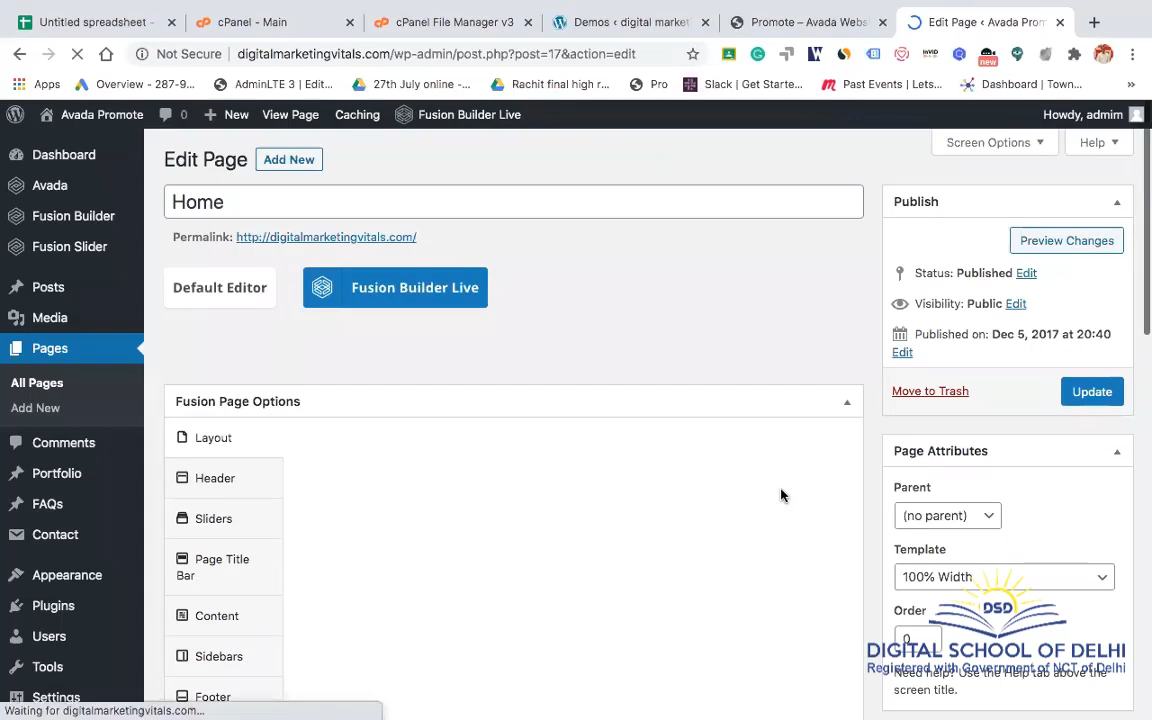 Untitled spreadsheet -
cPanel - Main
cPanel File Manager v3
Demos ‹ digital market
Promote – Avada Webs
Edit Page ‹ Avada Prom
Not Secure
digitalmarketingvitals.com/wp-admin/post.php?post=17&action=edit
new
Apps
Overview - 287-9...
AdminLTE 3 | Edit...
27th July online -...
Rachit final high r...
Pro
Slack | Get Starte...
Past Events | Lets...
Dashboard | Town...
Avada Promote
0
New
View Page
Caching
Fusion Builder Live
Howdy, admim
Dashboard
Avada
Fusion Builder
Fusion Slider
Posts
Media
Pages
All Pages
Add New
Comments
Portfolio
FAQs
Contact
Appearance
Plugins
Users
Tools
Settings
Screen Options
Help
Edit Page
Add New
Home
Permalink: http://digitalmarketingvitals.com/
Default Editor
Fusion Builder Live
Fusion Page Options
Layout
Header
Sliders
Page Title
Bar
Content
Sidebars
Footer
Publish
Preview Changes
Status: Published Edit
Visibility: Public Edit
Published on: Dec 5, 2017 at 20:40
Edit
Move to Trash
Update
Page Attributes
Parent
(no parent)
Template
100% Width
Order
0
DSD
DIGITAL SCHOOL OF DELHI
Registered with Government of NCT of Delhi
Need help? Use the Help tab above the
screen title.
Waiting for digitalmarketingvitals.com...